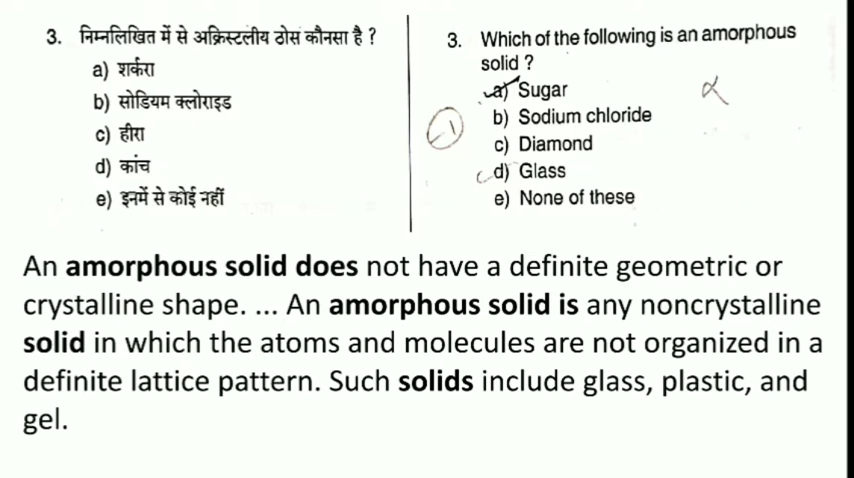 3. निम्नलिखित में से अक्रिस्टलीय ठोस कौनसा है ?
a) शर्करा
b) सोडियम क्लोराइड
c) हीरा
d) कांच
e) इनमें से कोई नहीं
3. Which of the following is an amorphous
solid ?
a) Sugar
b) Sodium chloride
c) Diamond
d) Glass
e) None of these
An amorphous solid does not have a definite geometric or
crystalline shape. ... An amorphous solid is any noncrystalline
solid in which the atoms and molecules are not organized in a
definite lattice pattern. Such solids include glass, plastic, and
gel.